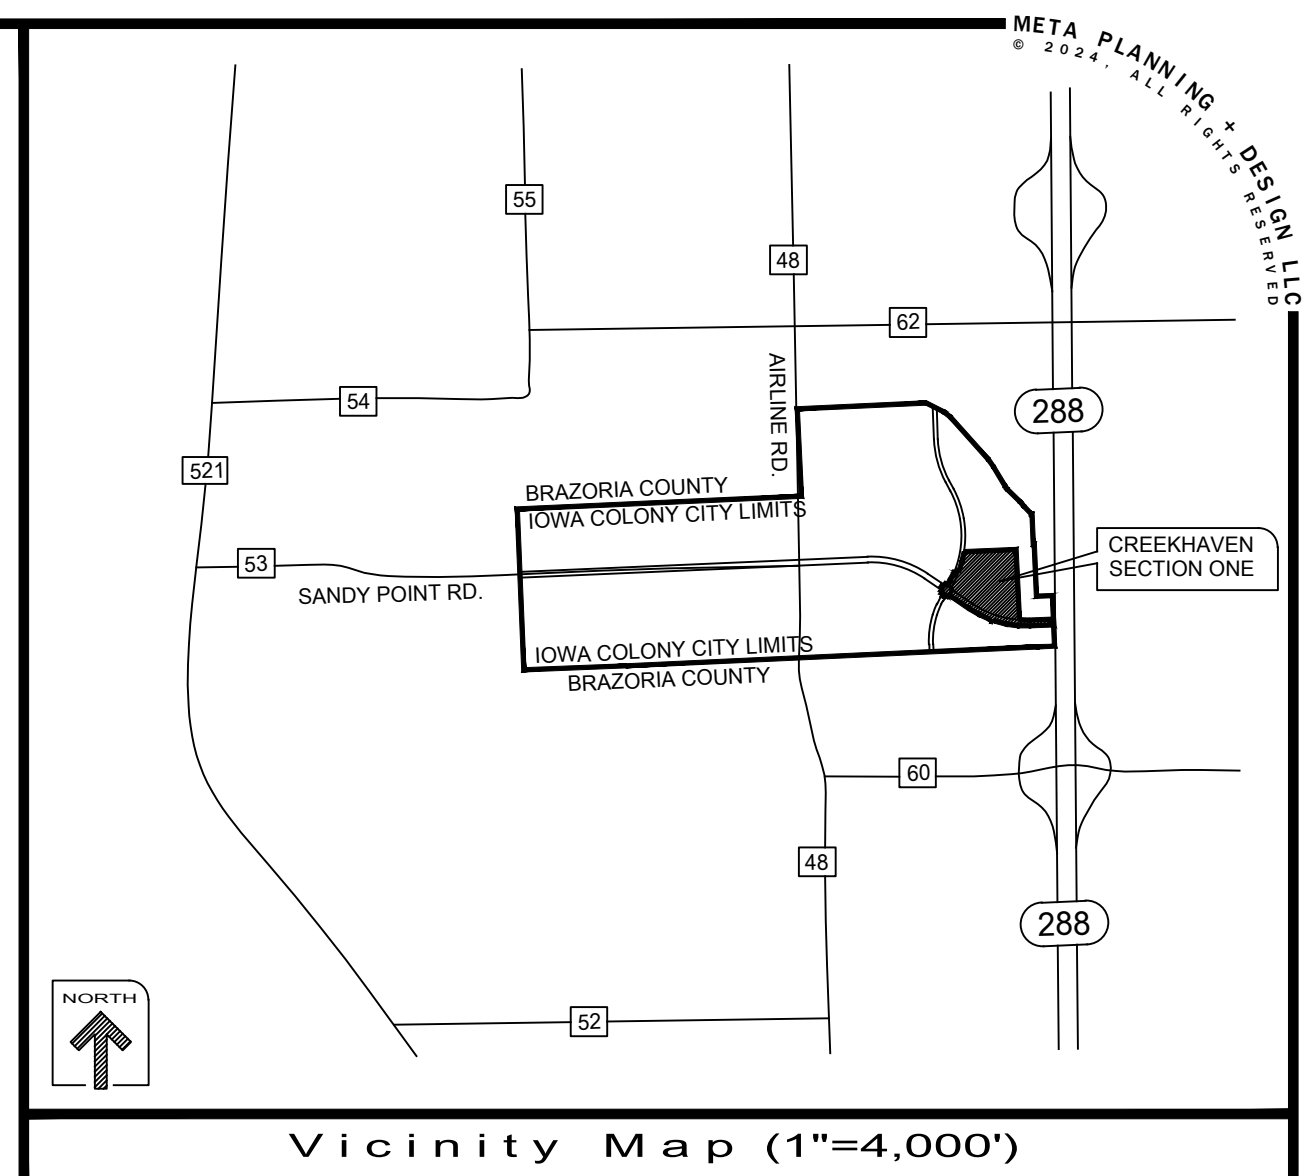 META PLANNING + DESIGN LLC
© 2024, ALL RIGHTS RESERVED
55
48
62
AIRLINE RD.
54
288
521
BRAZORIA COUNTY
IOWA COLONY CITY LIMITS
53
SANDY POINT RD.
CREEKHAVEN
SECTION ONE
IOWA COLONY CITY LIMITS
BRAZORIA COUNTY
60
48
288
NORTH
52
Vicinity Map (1"=4,000')